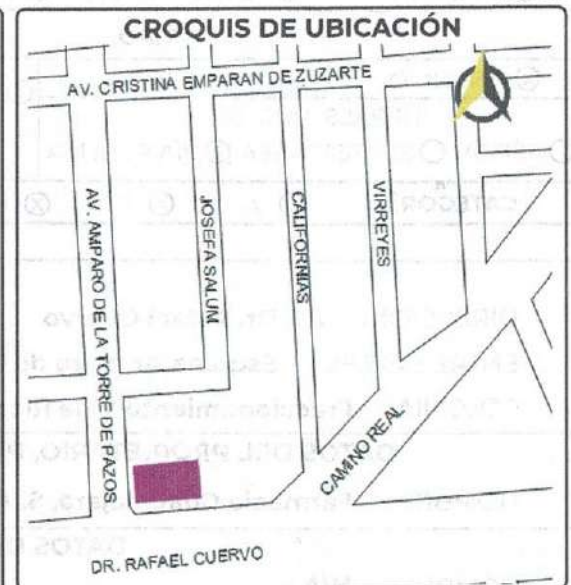 CROQUIS DE UBICACIÓN
AV. CRISTINA EMPARAN DE ZUZARTE
AV. AMPARO DE LA TORRE DE PAZOS
JOSEFA SALUM
CALIFORNIAS
VIRREYES
CAMINO REAL
DR. RAFAEL CUERVO